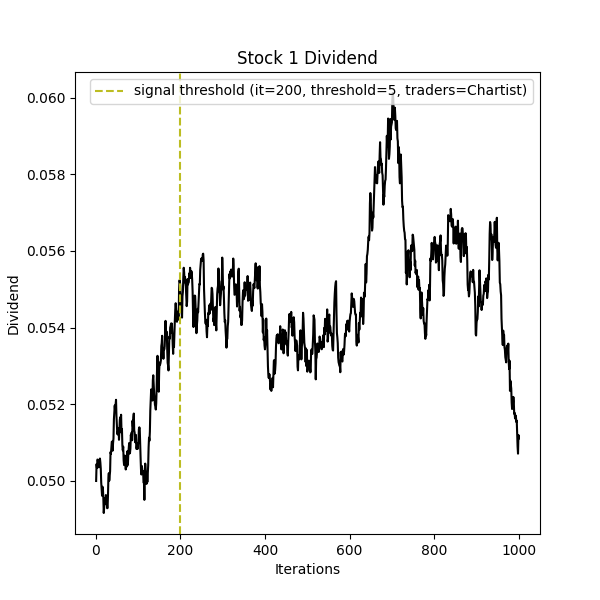 Stock 1 Dividend
signal threshold (it=200, threshold=5, traders=Chartist)
0.060
0.058
0.056
0.054
0.052
0.050
Dividend
0 200 400 600 800 1000
Iterations